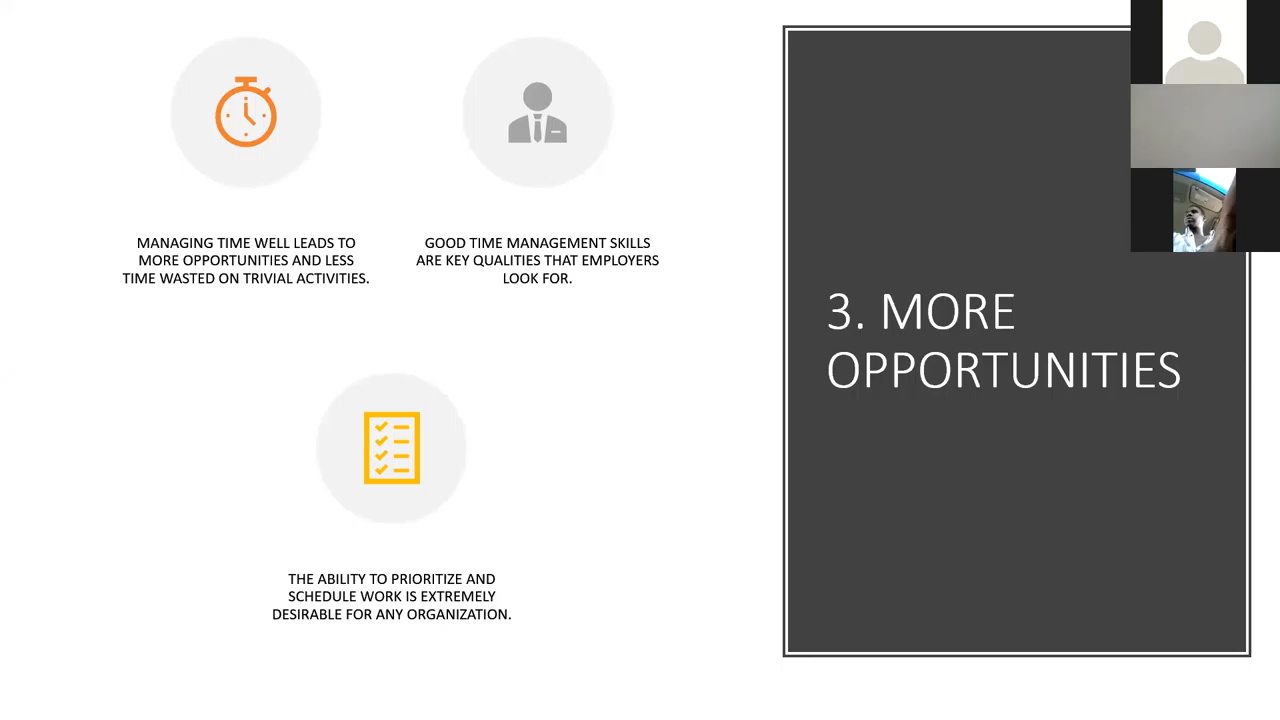 MANAGING TIME WELL LEADS TO
MORE OPPORTUNITIES AND LESS
TIME WASTED ON TRIVIAL ACTIVITIES.
GOOD TIME MANAGEMENT SKILLS
ARE KEY QUALITIES THAT EMPLOYERS
LOOK FOR.
THE ABILITY TO PRIORITIZE AND
SCHEDULE WORK IS EXTREMELY
DESIRABLE FOR ANY ORGANIZATION.
3. MORE
OPPORTUNITIES